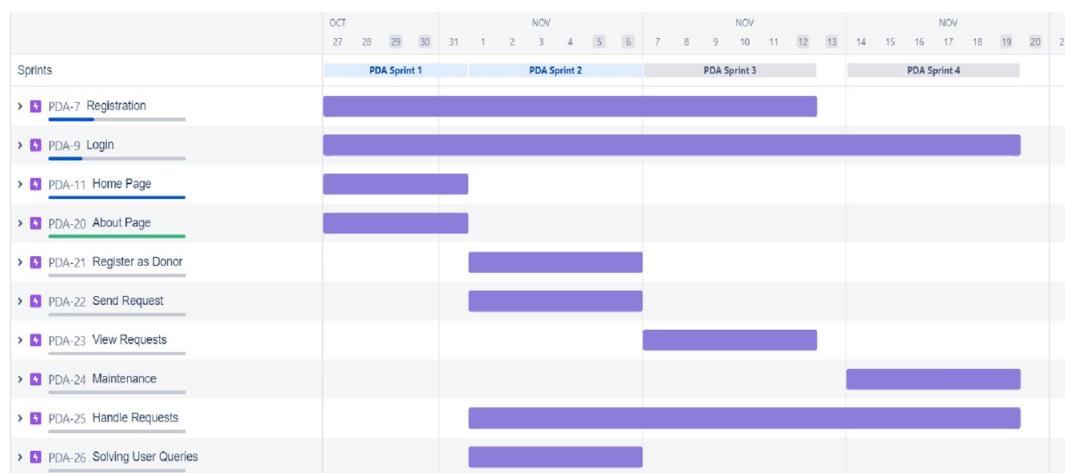 OCT NOV NOV NOV
27 28 29 30 31 1 2 3 4 5 6 7 8 9 10 11 12 13 14 15 16 17 18 19 20 2
Sprints PDA Sprint 1 PDA Sprint 2 PDA Sprint 3 PDA Sprint 4
PDA-7 Registration
PDA-9 Login
PDA-11 Home Page
PDA-20 About Page
PDA-21 Register as Donor
PDA-22 Send Request
PDA-23 View Requests
PDA-24 Maintenance
PDA-25 Handle Requests
PDA-26 Solving User Queries